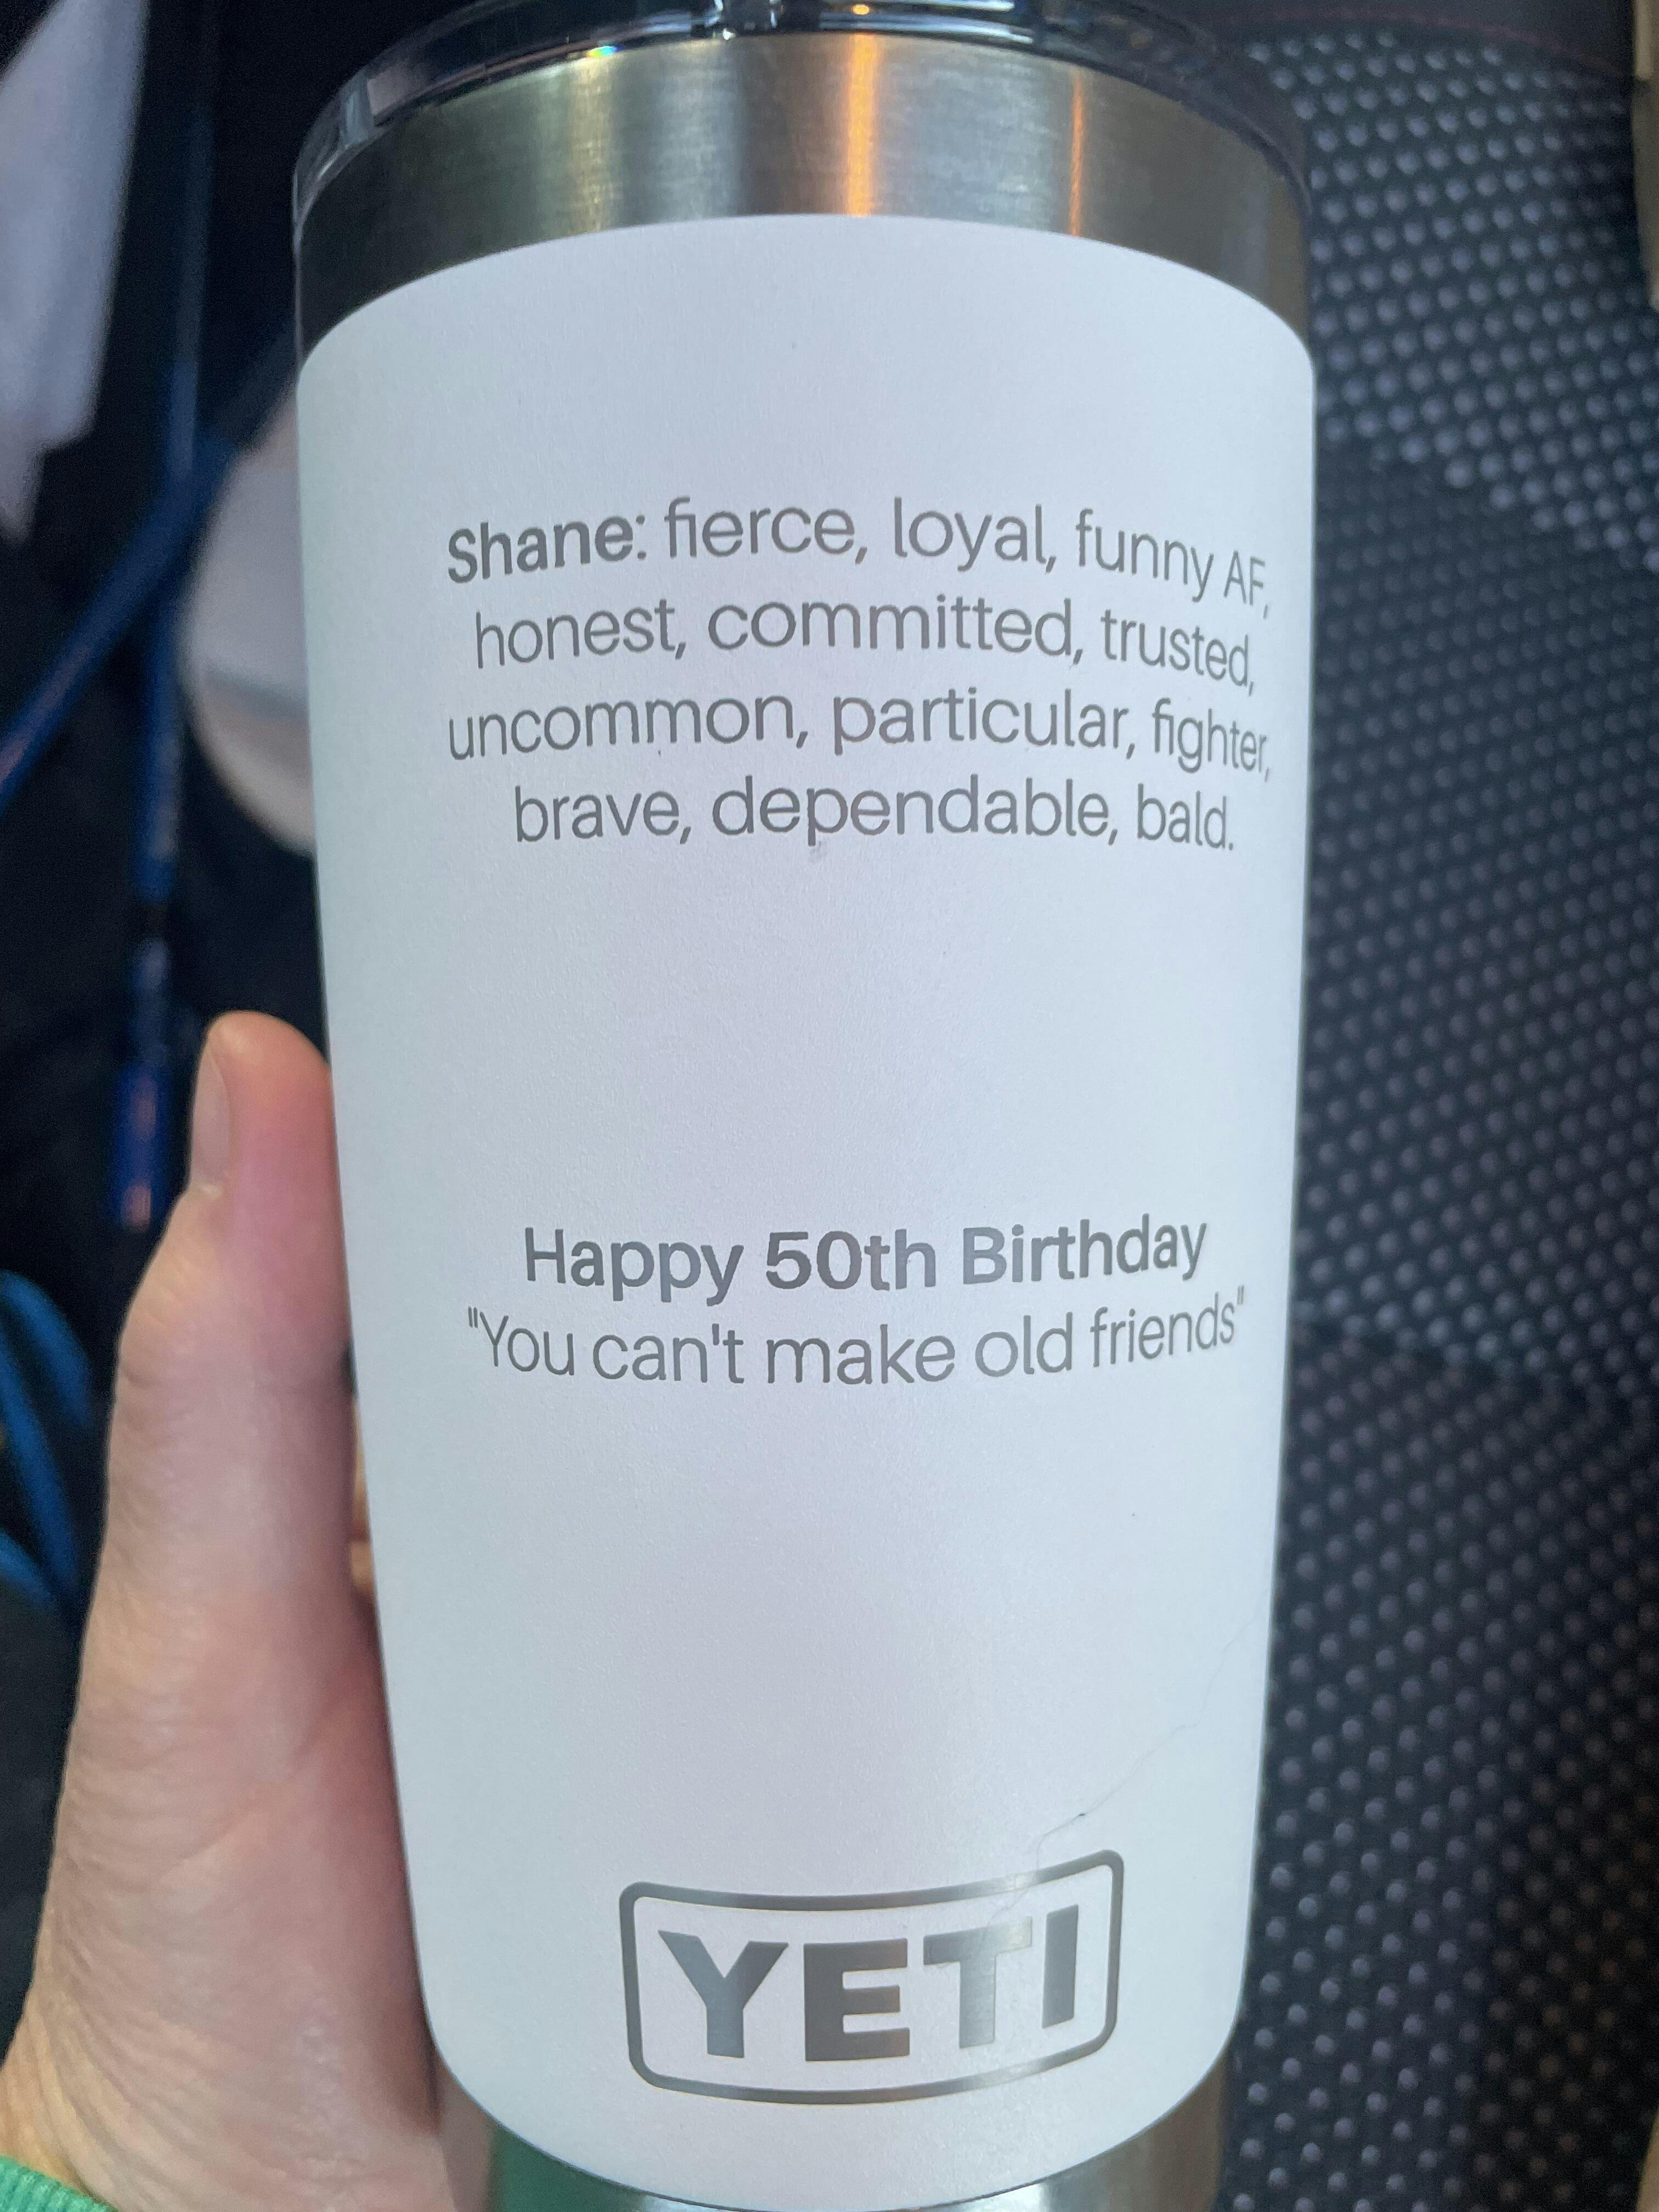 Shane: fierce, loyal, funny AF,
honest, committed, trusted,
uncommon, particular, fighter,
brave, dependable, bald.
Happy 50th Birthday
"You can't make old friends"
YETI